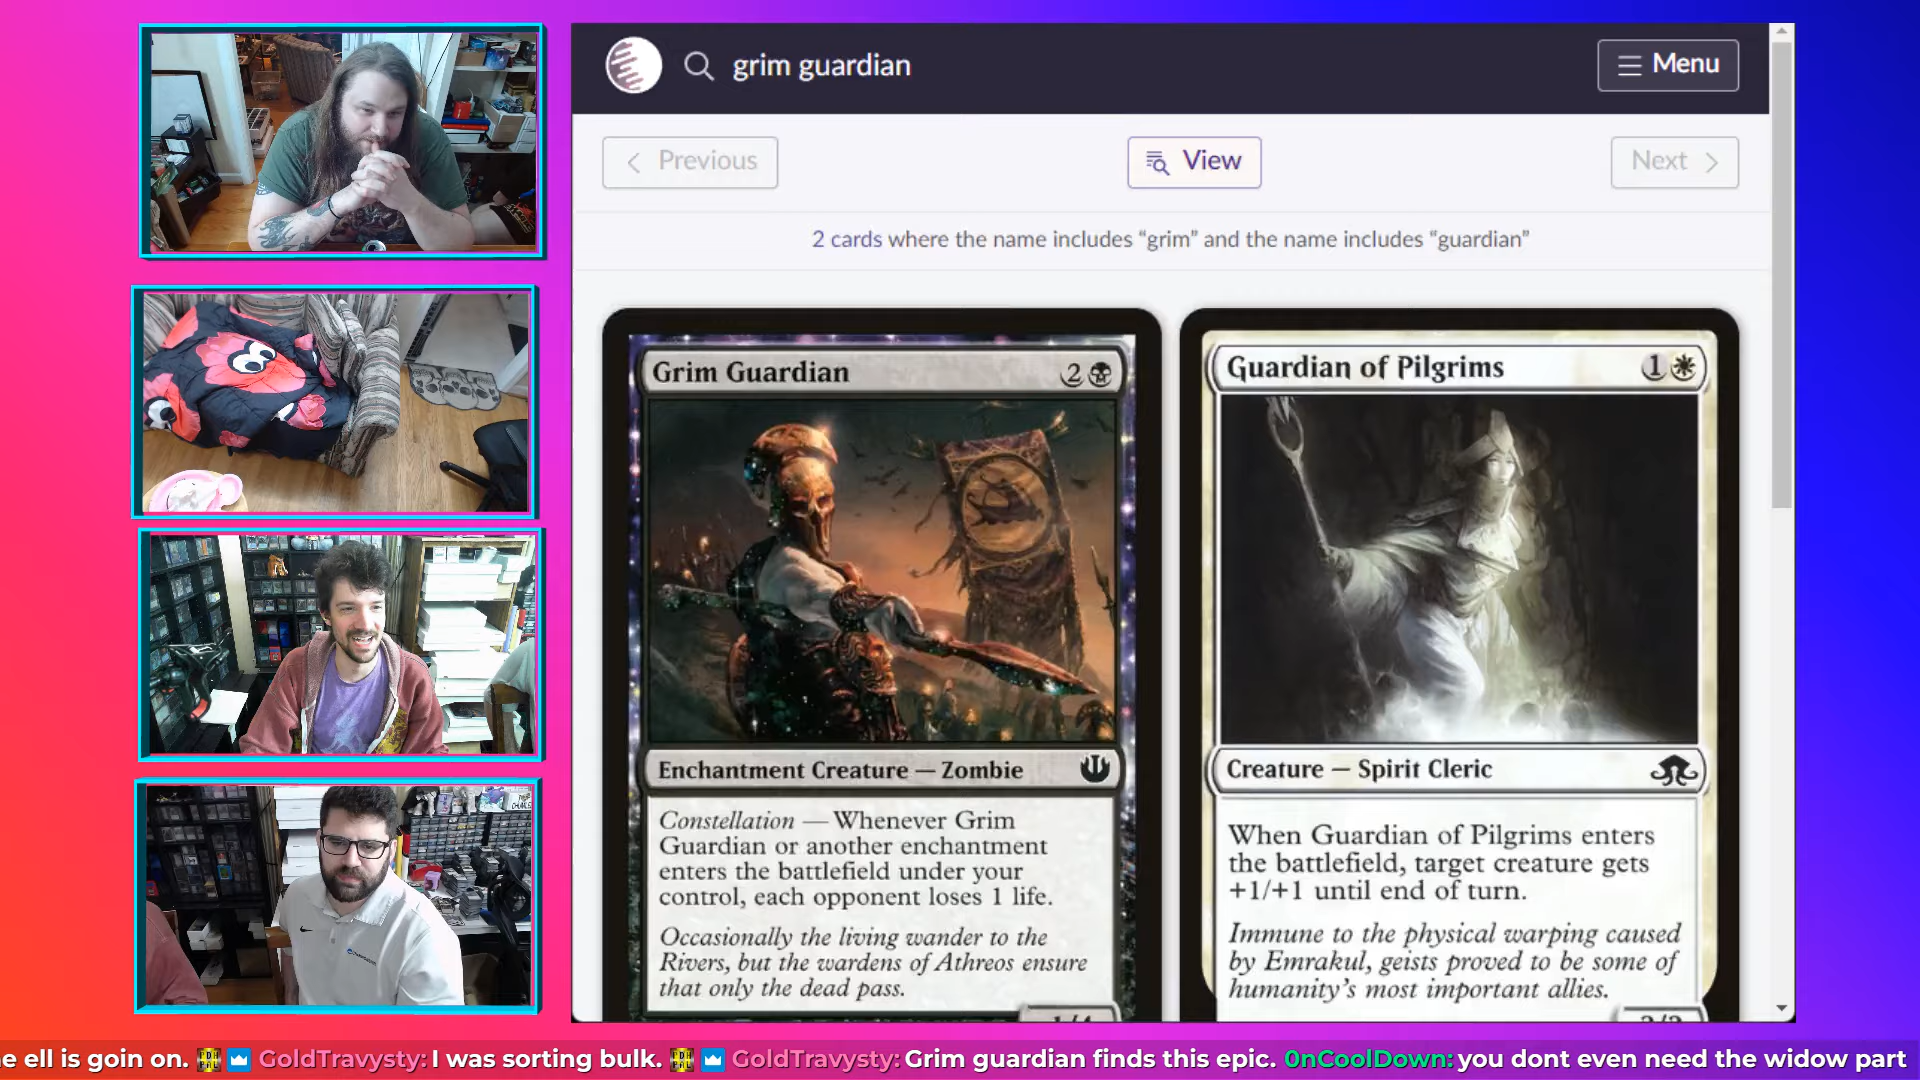 grim guardian
Menu
Previous
View
Next
2 cards where the name includes “grim” and the name includes “guardian”
Grim Guardian 2
Enchantment Creature — Zombie
Constellation — Whenever Grim
Guardian or another enchantment
enters the battlefield under your
control, each opponent loses 1 life.
Occasionally the living wander to the
Rivers, but the wardens of Athreos ensure
that only the dead pass.
1/4
Guardian of Pilgrims 1
Creature — Spirit Cleric
When Guardian of Pilgrims enters
the battlefield, target creature gets
+1/+1 until end of turn.
Immune to the physical warping caused
by Emrakul, geists proved to be some of
humanity’s most important allies.
2/2
e ell is goin on. GoldTravysty: I was sorting bulk. GoldTravysty: Grim guardian finds this epic. 0nCoolDown: you dont even need the widow part